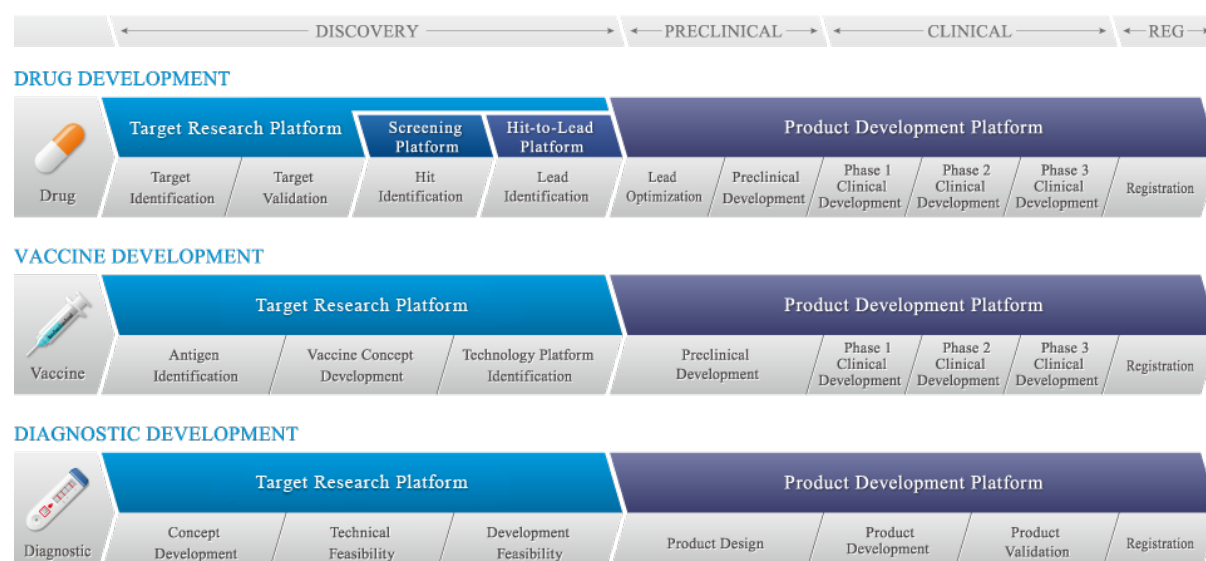 DISCOVERY PRECLINICAL CLINICAL REG
DRUG DEVELOPMENT
Drug
Target Research Platform
Screening
Platform
Hit-to-Lead
Platform
Product Development Platform
Target
Identification
Target
Validation
Hit
Identification
Lead
Identification
Lead
Optimization
Preclinical
Development
Phase 1
Clinical
Development
Phase 2
Clinical
Development
Phase 3
Clinical
Development
Registration
VACCINE DEVELOPMENT
Vaccine
Target Research Platform
Product Development Platform
Antigen
Identification
Vaccine Concept
Development
Technology Platform
Identification
Preclinical
Development
Phase 1
Clinical
Development
Phase 2
Clinical
Development
Phase 3
Clinical
Development
Registration
DIAGNOSTIC DEVELOPMENT
Diagnostic
Target Research Platform
Product Development Platform
Concept
Development
Technical
Feasibility
Development
Feasibility
Product Design
Product
Development
Product
Validation
Registration